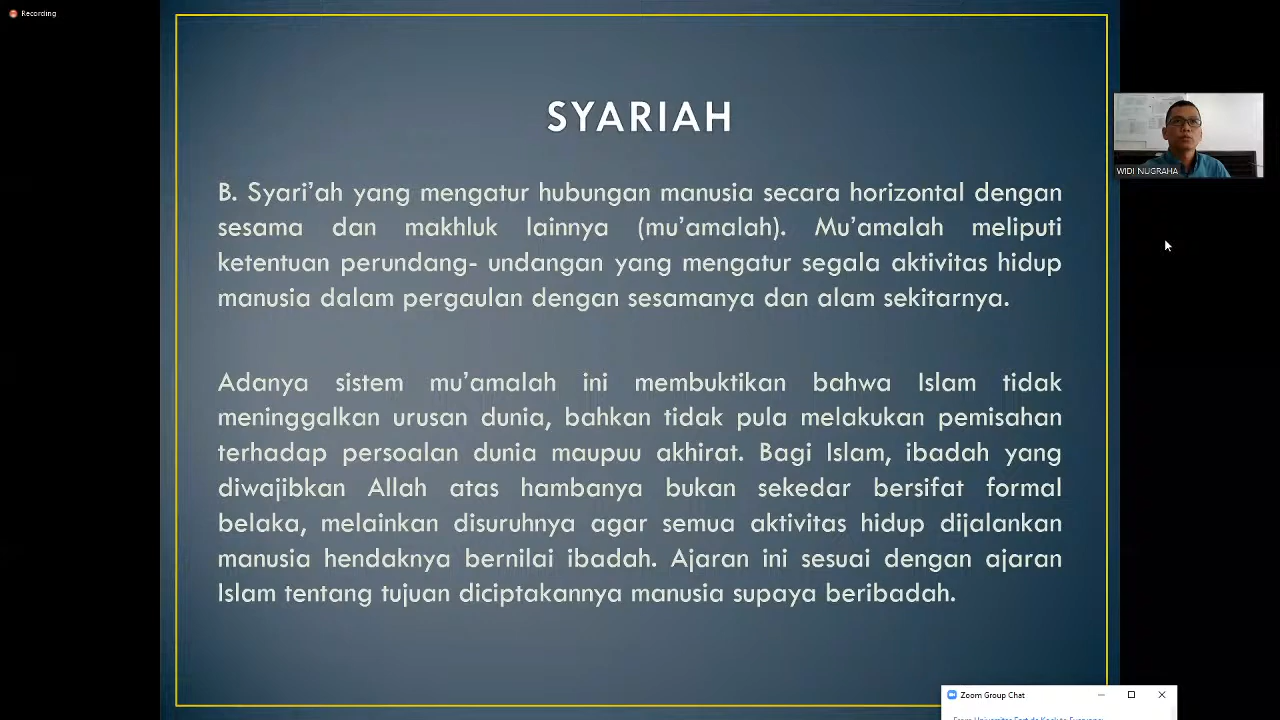 Recording
SYARIAH
B. Syari'ah yang mengatur hubungan manusia secara horizontal dengan
sesama dan makhluk lainnya (mu'amalah). Mu'amalah meliputi
ketentuan perundang- undangan yang mengatur segala aktivitas hidup
manusia dalam pergaulan dengan sesamanya dan alam sekitarnya.
Adanya sistem mu'amalah ini membuktikan bahwa Islam tidak
meninggalkan urusan dunia, bahkan tidak pula melakukan pemisahan
terhadap persoalan dunia maupuu akhirat. Bagi Islam, ibadah yang
diwajibkan Allah atas hambanya bukan sekedar bersifat formal
belaka, melainkan disuruhnya agar semua aktivitas hidup dijalankan
manusia hendaknya bernilai ibadah. Ajaran ini sesuai dengan ajaran
Islam tentang tujuan diciptakannya manusia supaya beribadah.
WIDI NUGRAHA
Zoom Group Chat